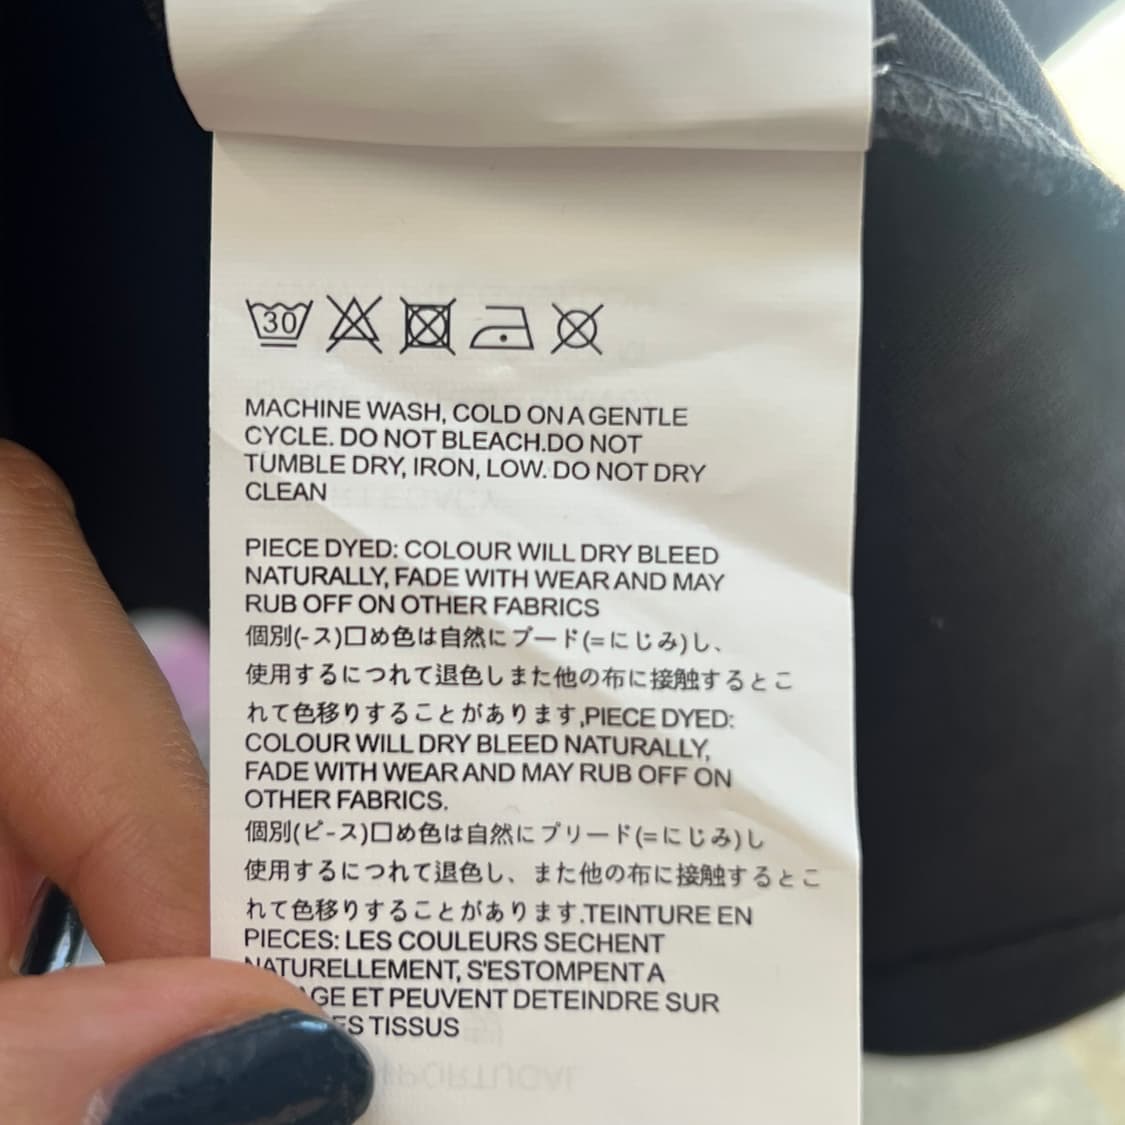 30
MACHINE WASH, COLD ON A GENTLE
CYCLE. DO NOT BLEACH.DO NOT
TUMBLE DRY, IRON, LOW. DO NOT DRY
CLEAN
PIECE DYED: COLOUR WILL DRY BLEED
NATURALLY, FADE WITH WEAR AND MAY
RUB OFF ON OTHER FABRICS
個別(-ス)口め色は自然にブード(=にじみ)し、
使用するにつれて退色しまた他の布に接触するとこ
れて色移りすることがあります,PIECE DYED:
COLOUR WILL DRY BLEED NATURALLY,
FADE WITH WEAR AND MAY RUB OFF ON
OTHER FABRICS.
個別(ビ-ス)口め色は自然にブリード(=にじみ)し
使用するにつれて退色し、また他の布に接触するとこ
れて色移りすることがあります.TEINTURE EN
PIECES: LES COULEURS SECHENT
NATURELLEMENT, S'ESTOMPENT A
ET PEUVENT DETEINDRE SUR
TISSUS